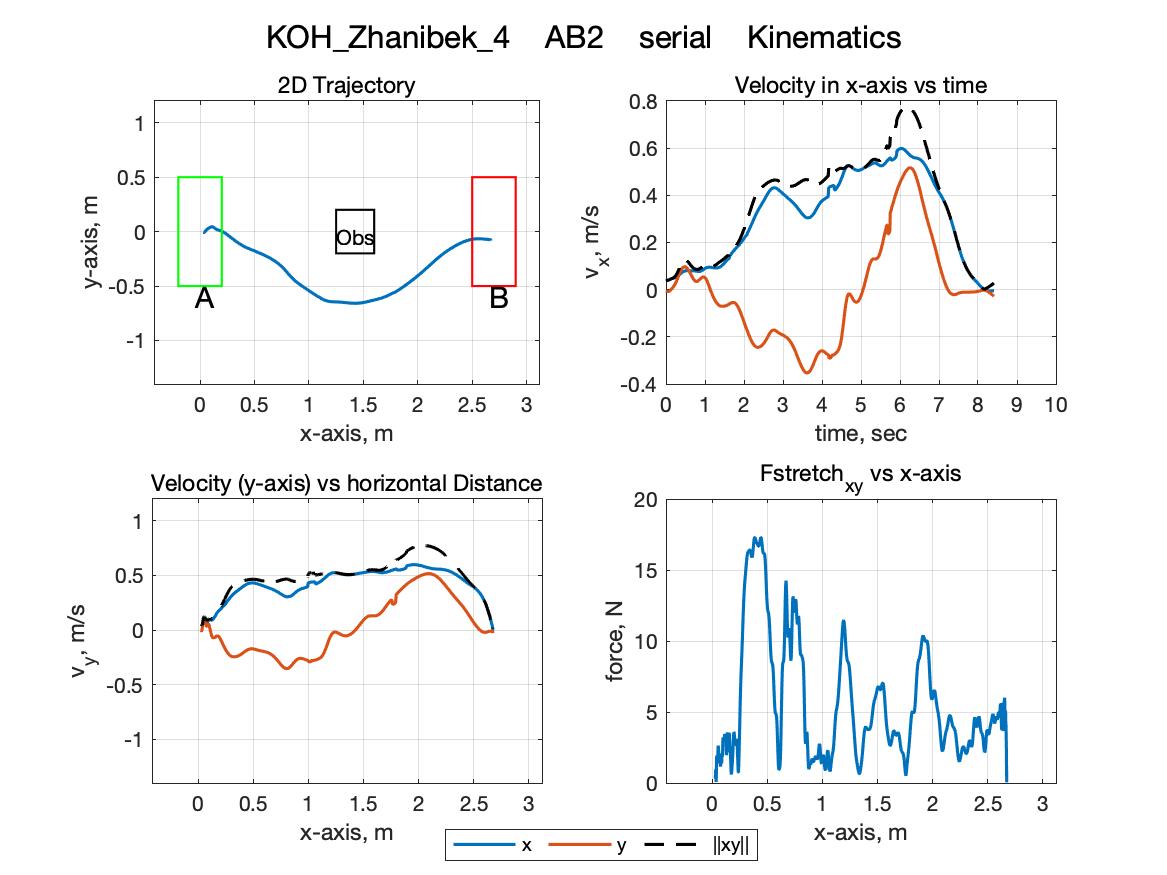 KOH_Zhanibek_4 AB2 serial Kinematics
2D Trajectory
1
0.5
0
-0.5
-1
y-axis, m
Obs
A
B
0 0.5 1 1.5 2 2.5 3
x-axis, m
Velocity in x-axis vs time
0.8
0.6
0.4
0.2
0
-0.2
-0.4
v_x, m/s
0 1 2 3 4 5 6 7 8 9 10
time, sec
Velocity (y-axis) vs horizontal Distance
1
0.5
0
-0.5
-1
v_y, m/s
0 0.5 1 1.5 2 2.5 3
x-axis, m
Fstretch_xy vs x-axis
20
15
10
5
0
force, N
0 0.5 1 1.5 2 2.5 3
x-axis, m
x y ||xy||